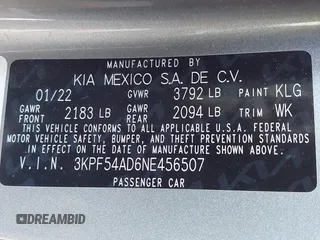 MANUFACTURED BY
KIA MEXICO S.A. DE C.V.
01/22 GVWR 3792 LB PAINT KLG
GAWR FRONT 2183 LB GAWR REAR 2094 LB TRIM WK
THIS VEHICLE CONFORMS TO ALL APPLICABLE U.S.A. FEDERAL
MOTOR VEHICLE SAFETY, BUMPER, AND THEFT PREVENTION STANDARDS
IN EFFECT ON THE DATE OF MANUFACTURE SHOWN ABOVE.
V.I.N. 3KPF54AD6NE456507
PASSENGER CAR
DREAMBID